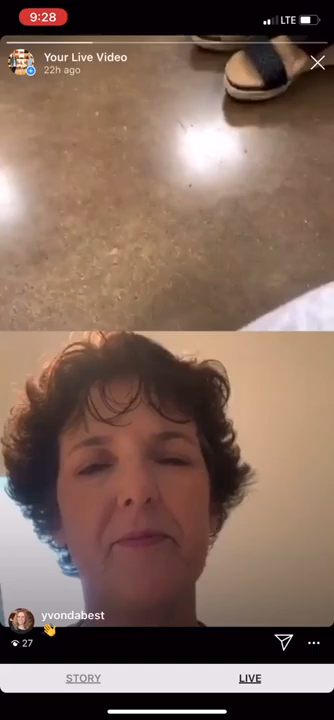 9:28
LTE
Your Live Video
22h ago
yvondabest
👋
27
STORY
LIVE